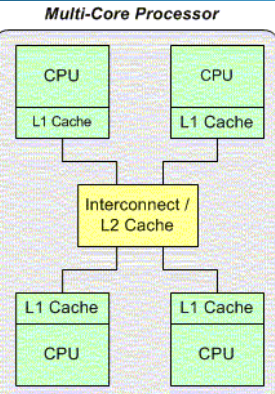 Multi-Core Processor
CPU
CPU
L1 Cache
L1 Cache
Interconnect /
L2 Cache
L1 Cache
L1 Cache
CPU
CPU